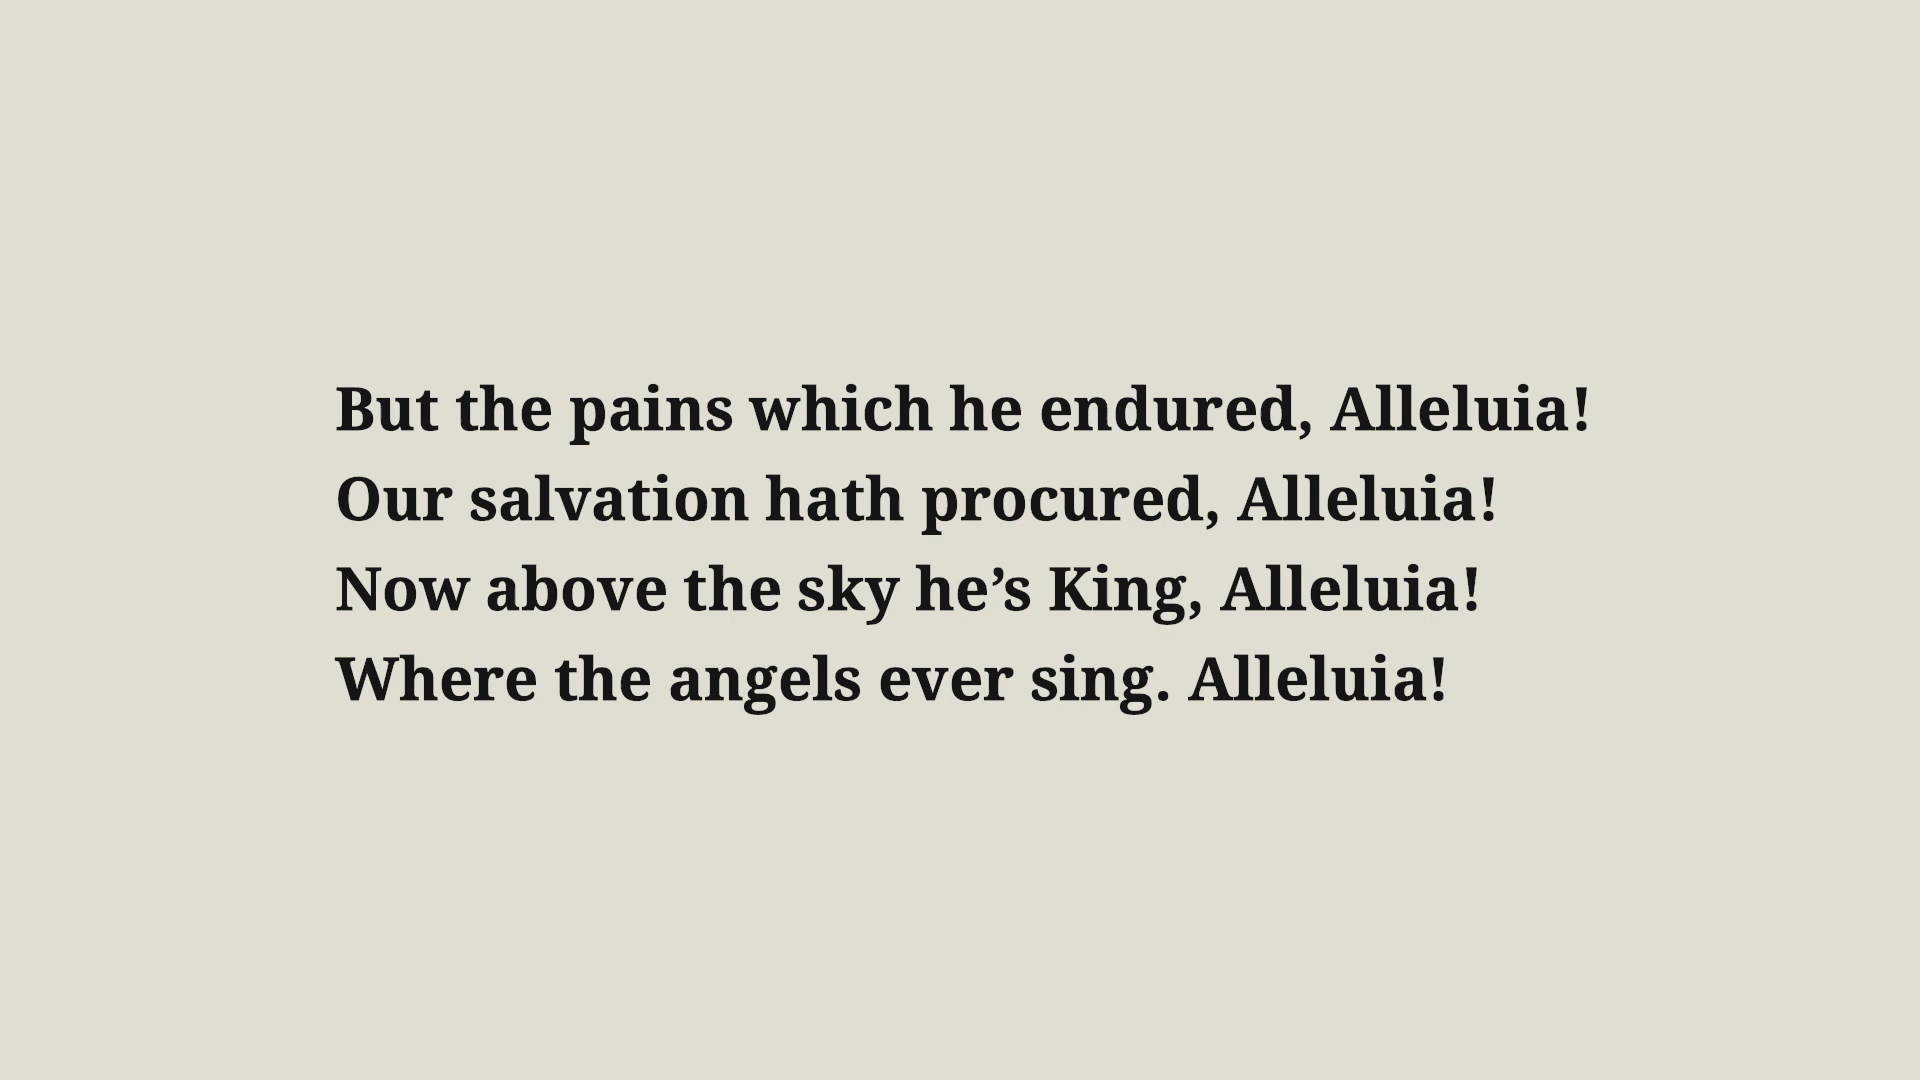 But the pains which he endured, Alleluia!
Our salvation hath procured, Alleluia!
Now above the sky he’s King, Alleluia!
Where the angels ever sing. Alleluia!